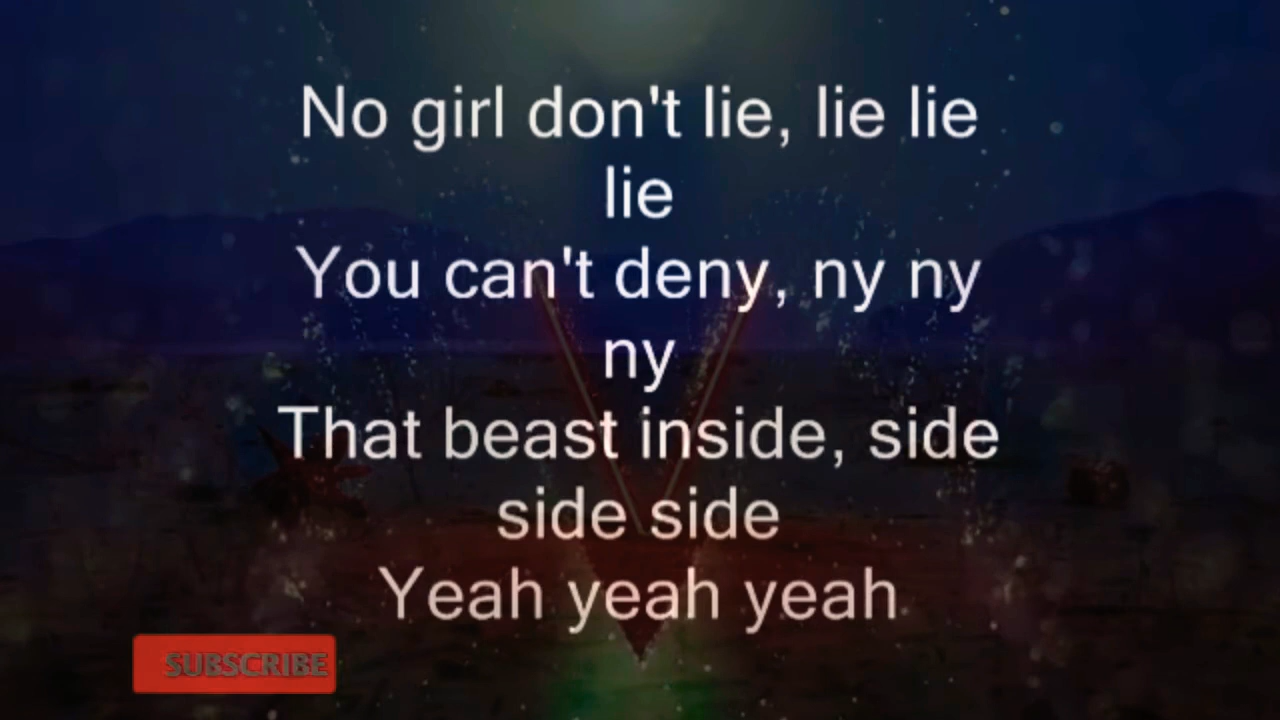 No girl don't lie, lie lie
lie
You can't deny, ny ny
ny
That beast inside, side
side side
Yeah yeah yeah
SUBSCRIBE